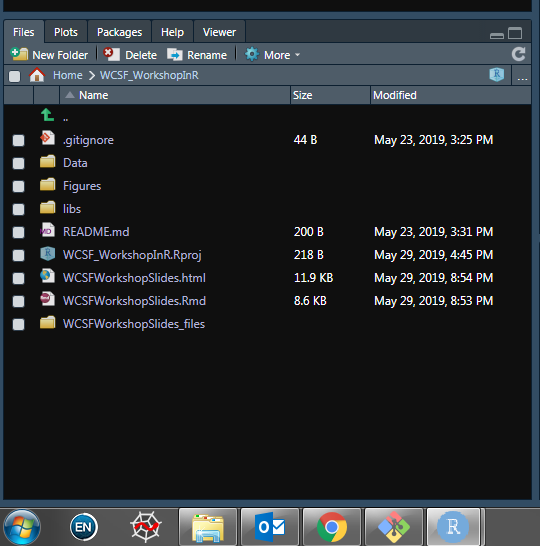 Files Plots Packages Help Viewer
New Folder Delete Rename More
Home WCSF_WorkshopInR R ...
Name Size Modified
..
.gitignore 44 B May 23, 2019, 3:25 PM
Data
Figures
libs
MD README.md 200 B May 23, 2019, 3:31 PM
R WCSF_WorkshopInR.Rproj 218 B May 29, 2019, 4:45 PM
WCSFWorkshopSlides.html 11.9 KB May 29, 2019, 8:54 PM
WCSFWorkshopSlides.Rmd 8.6 KB May 29, 2019, 8:53 PM
WCSFWorkshopSlides_files
EN O R